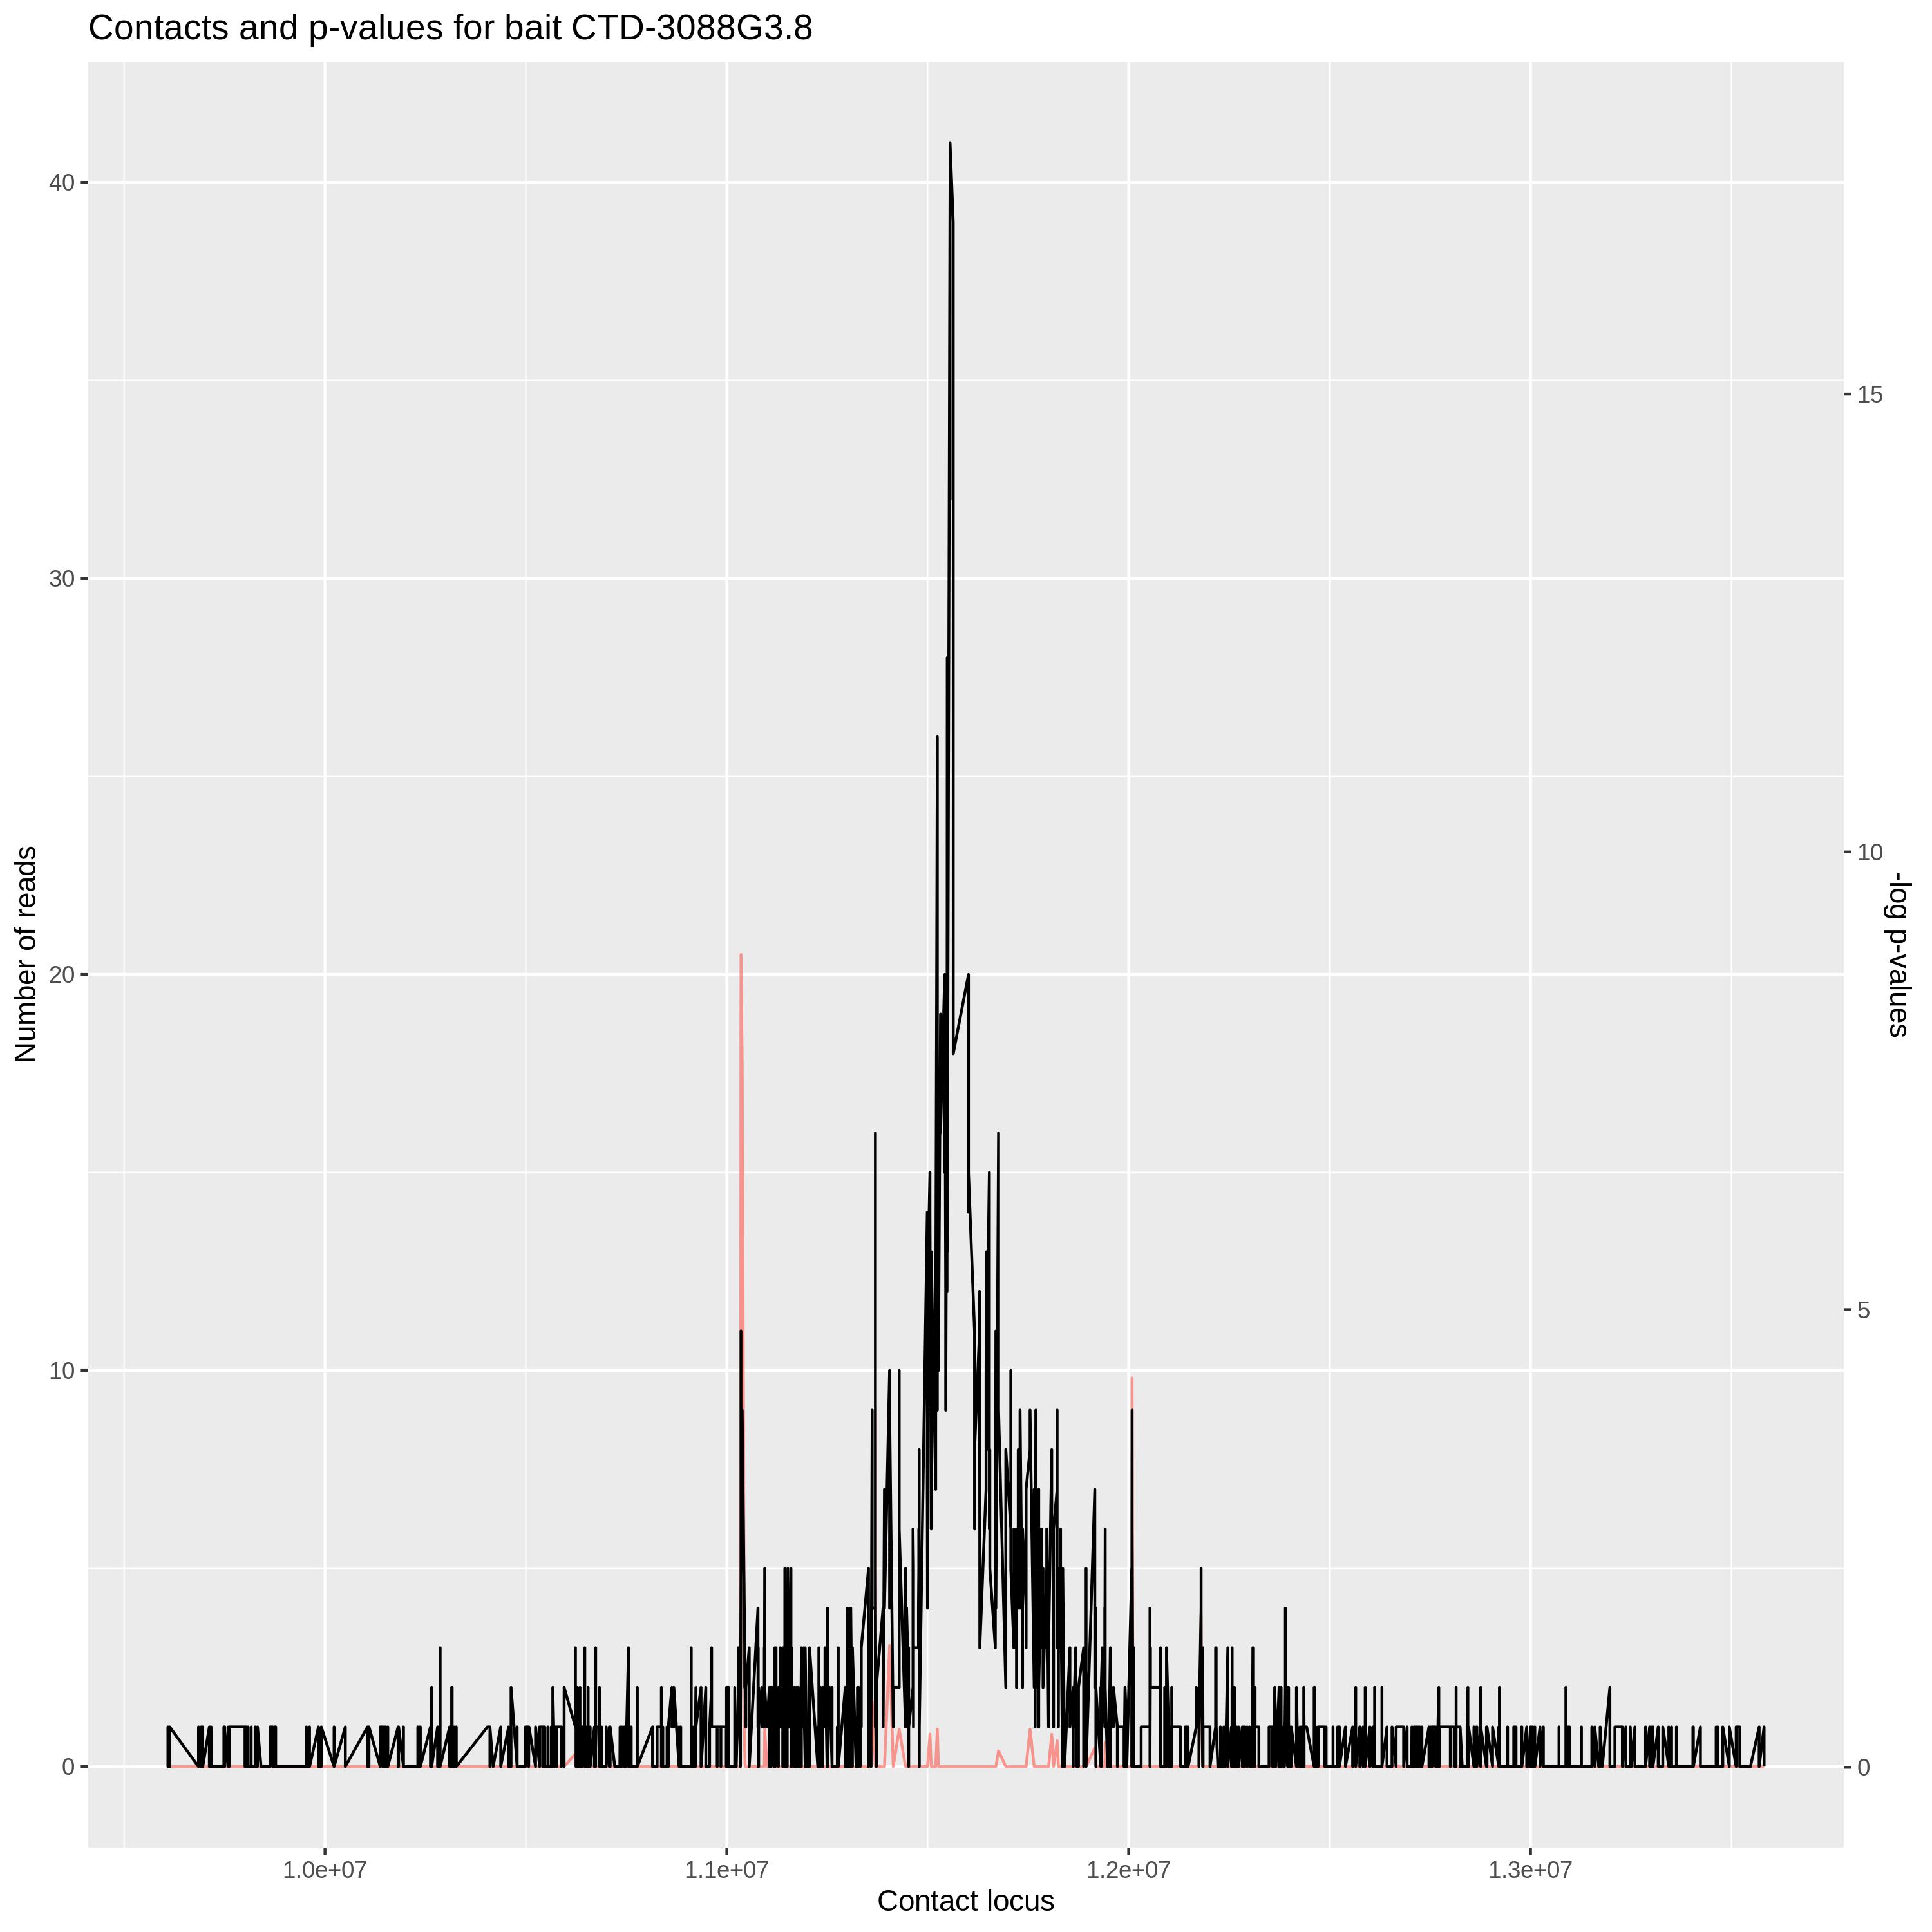 Contacts and p-values for bait CTD-3088G3.8
40
30
20
10
0
Number of reads
15
10
5
0
-log p-values
1.0e+07
1.1e+07
1.2e+07
1.3e+07
Contact locus